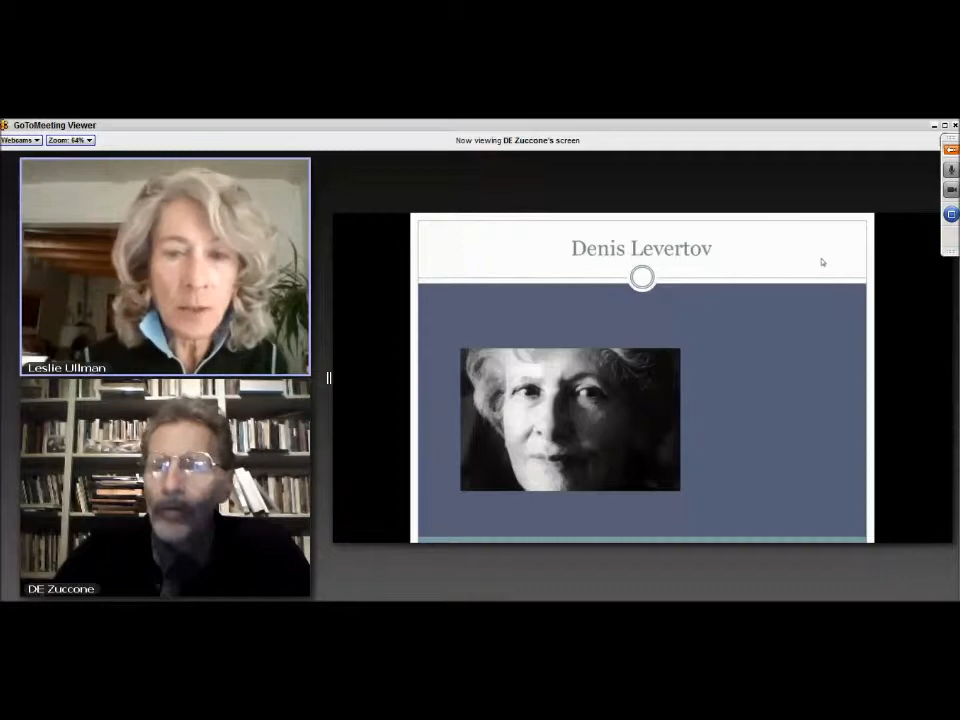 GoToMeeting Viewer
Webcams
Zoom: 64%
Now viewing DE Zuccone's screen
Leslie Ullman
DE Zuccone
Denis Levertov